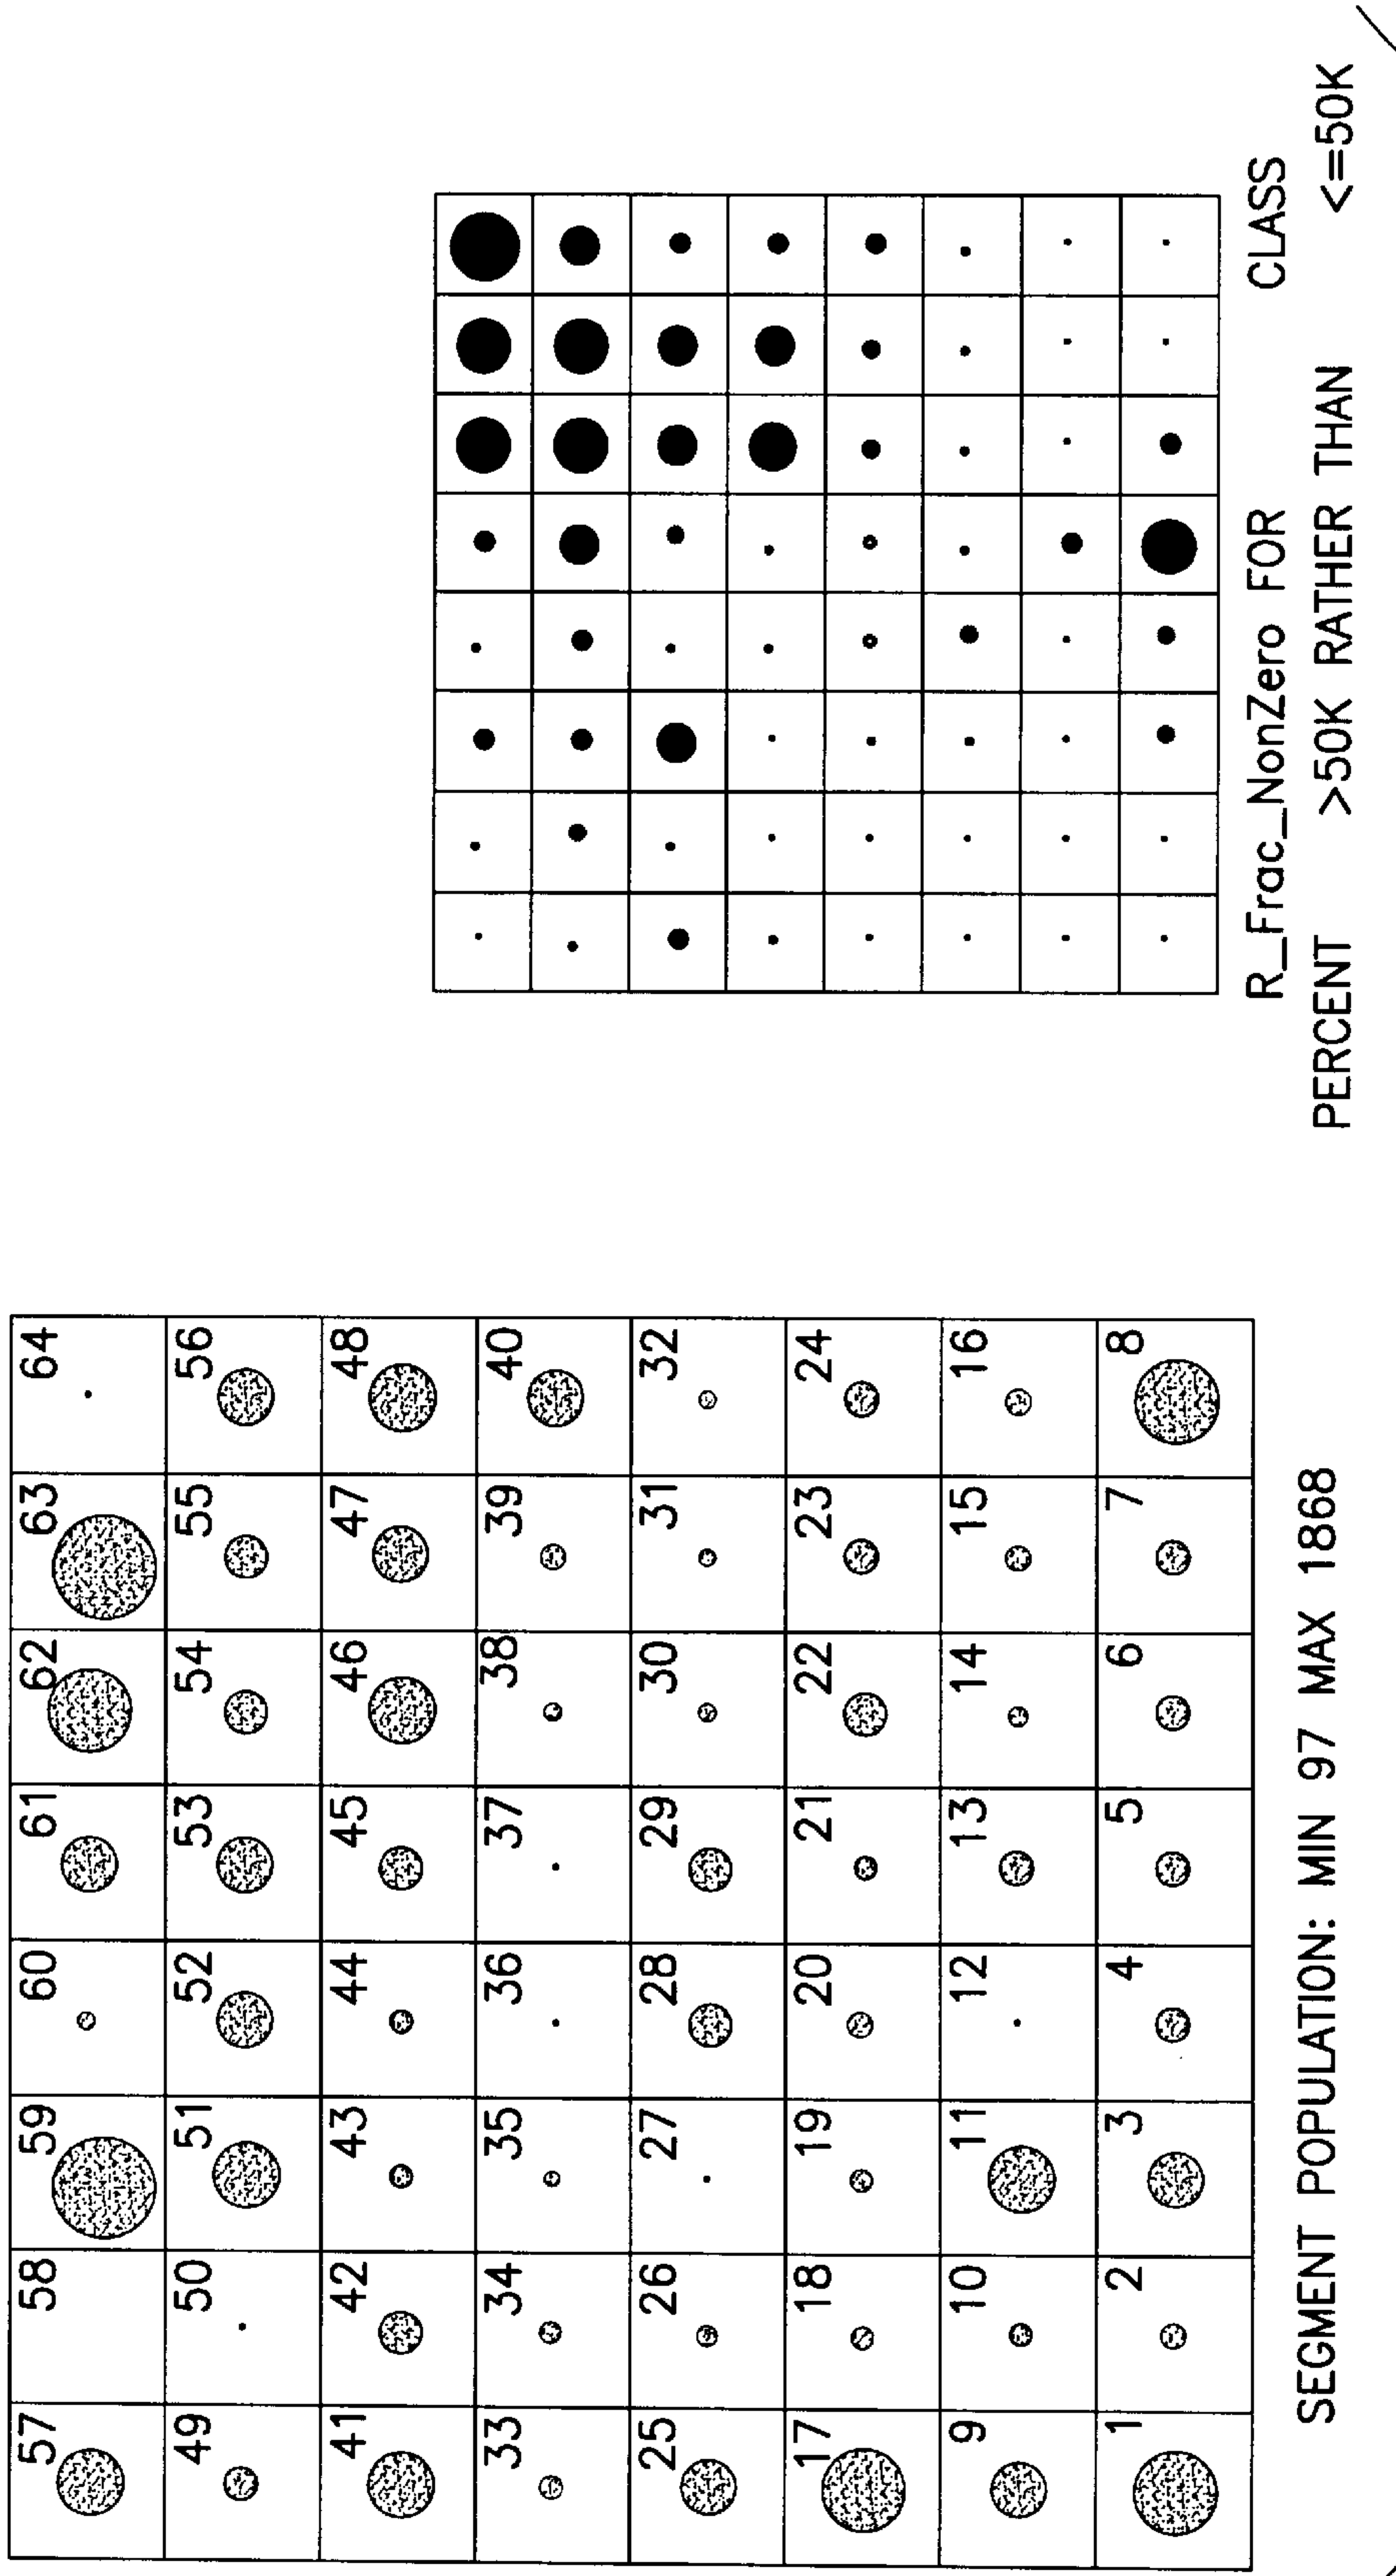 57 58 59 60 61 62 63 64
49 50 51 52 53 54 55 56
41 42 43 44 45 46 47 48
33 34 35 36 37 38 39 40
25 26 27 28 29 30 31 32
17 18 19 20 21 22 23 24
9 10 11 12 13 14 15 16
1 2 3 4 5 6 7 8
SEGMENT POPULATION: MIN 97 MAX 1868
R_Frac_NonZero FOR CLASS
PERCENT >50K RATHER THAN <=50K